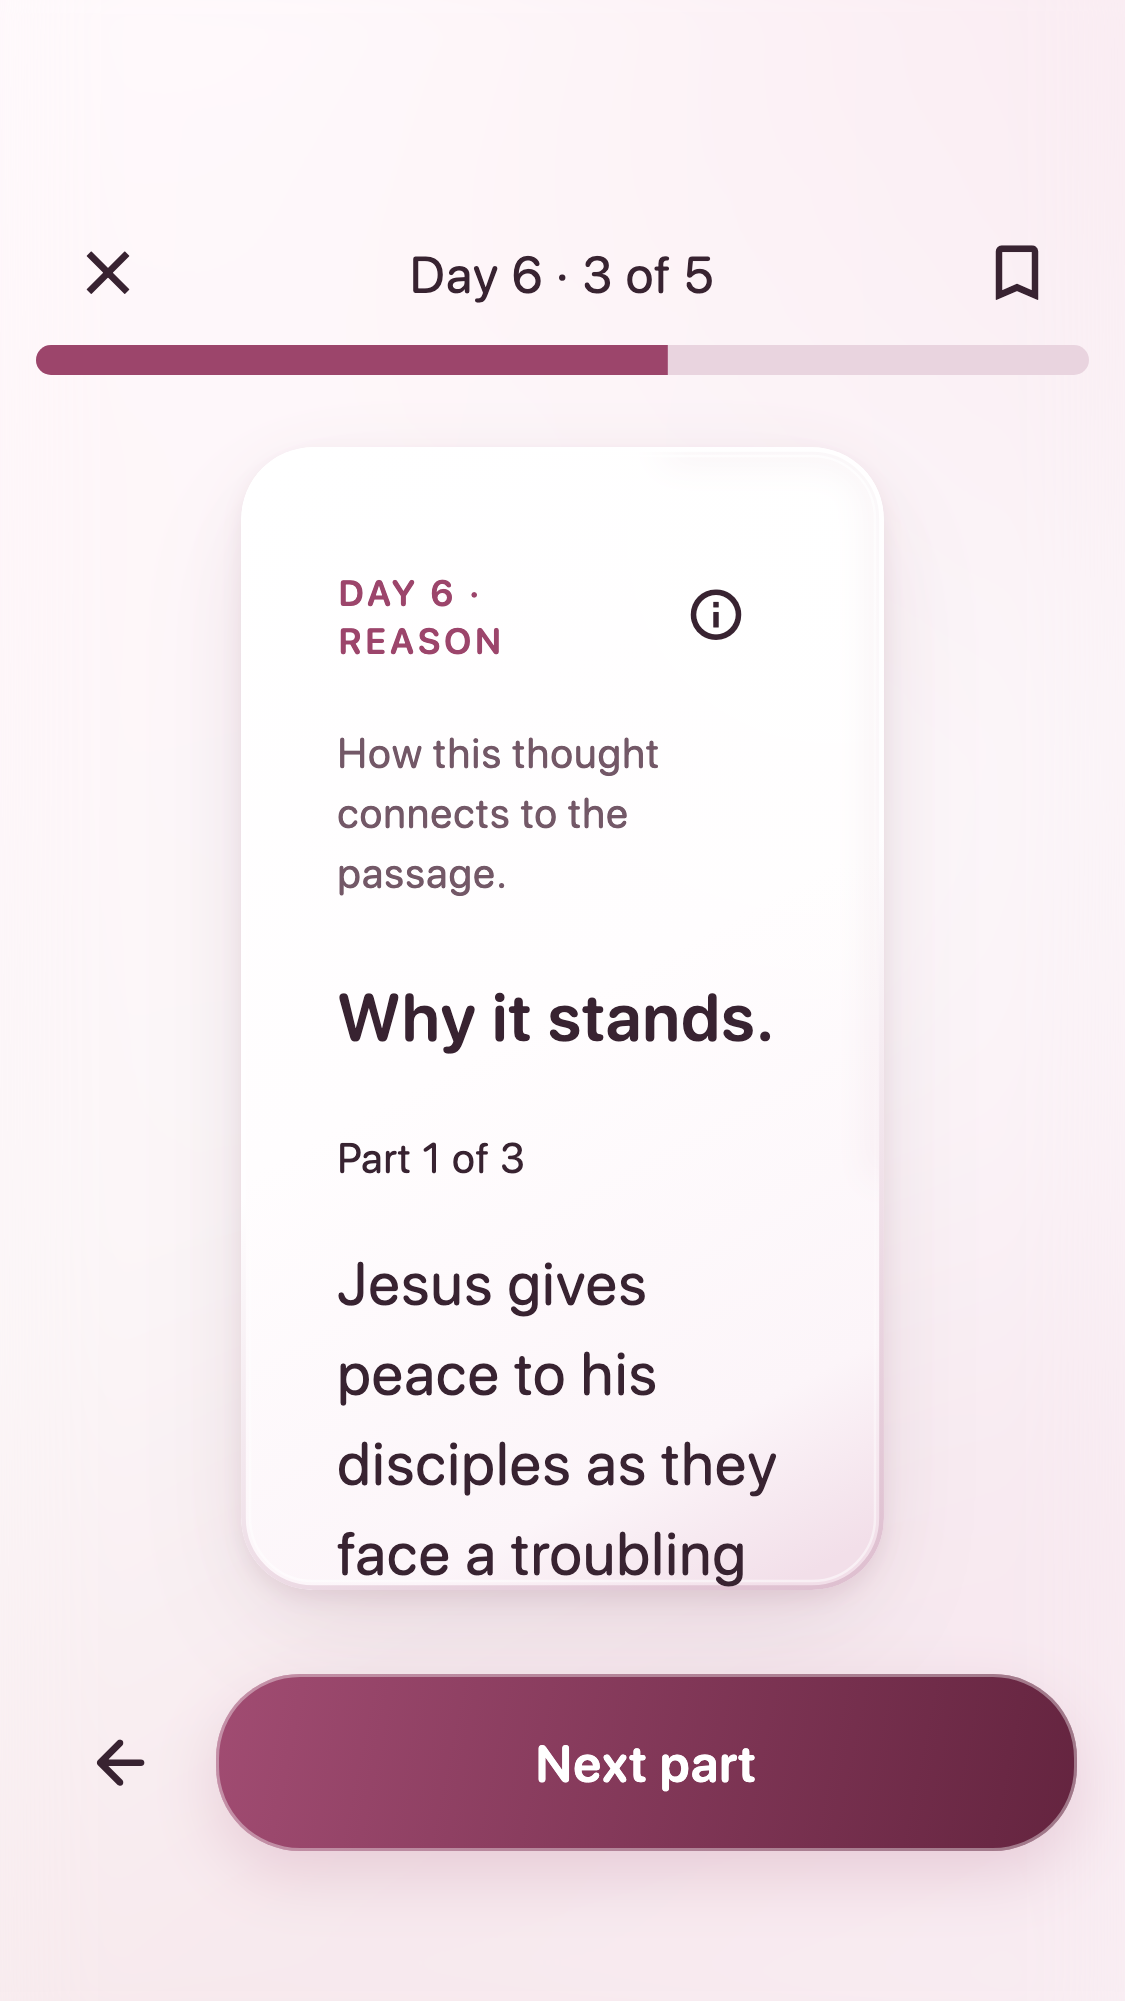 Day 6 · 3 of 5
DAY 6 ·
REASON
How this thought
connects to the
passage.
Why it stands.
Part 1 of 3
Jesus gives
peace to his
disciples as they
face a troubling
Next part